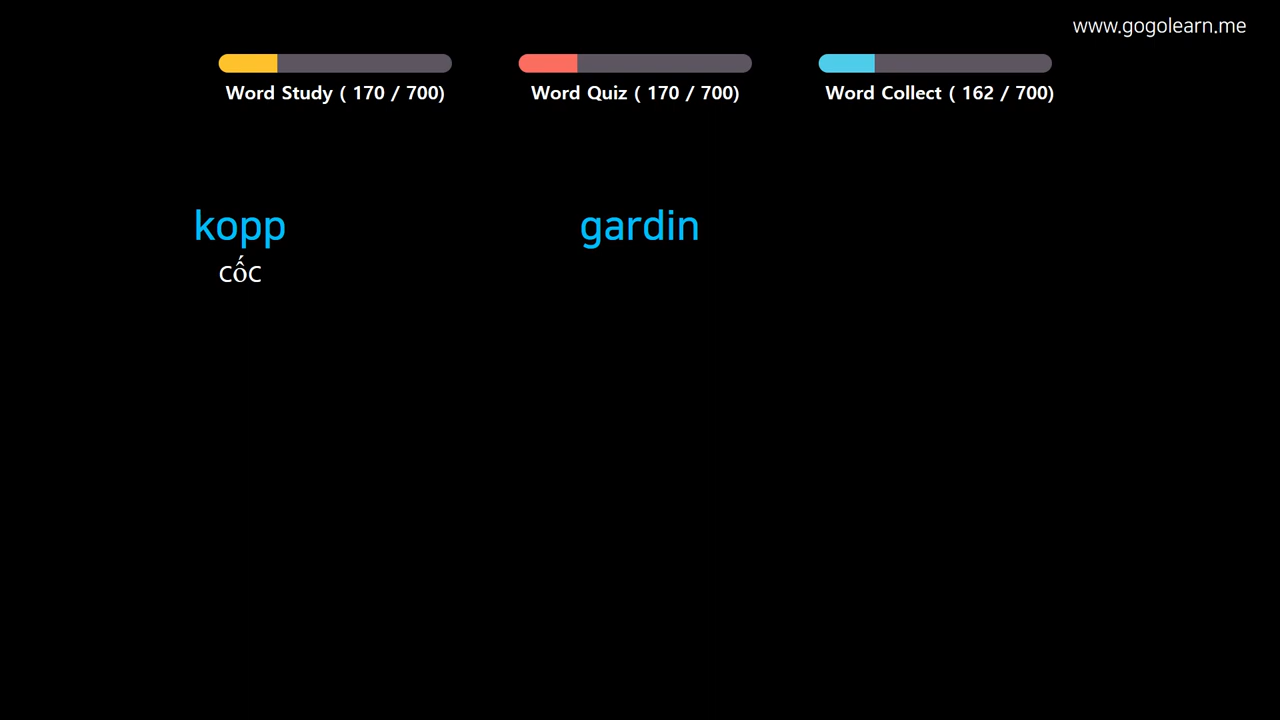 www.gogolearn.me
Word Study ( 170 / 700)
Word Quiz ( 170 / 700)
Word Collect ( 162 / 700)
kopp
gardin
cốc